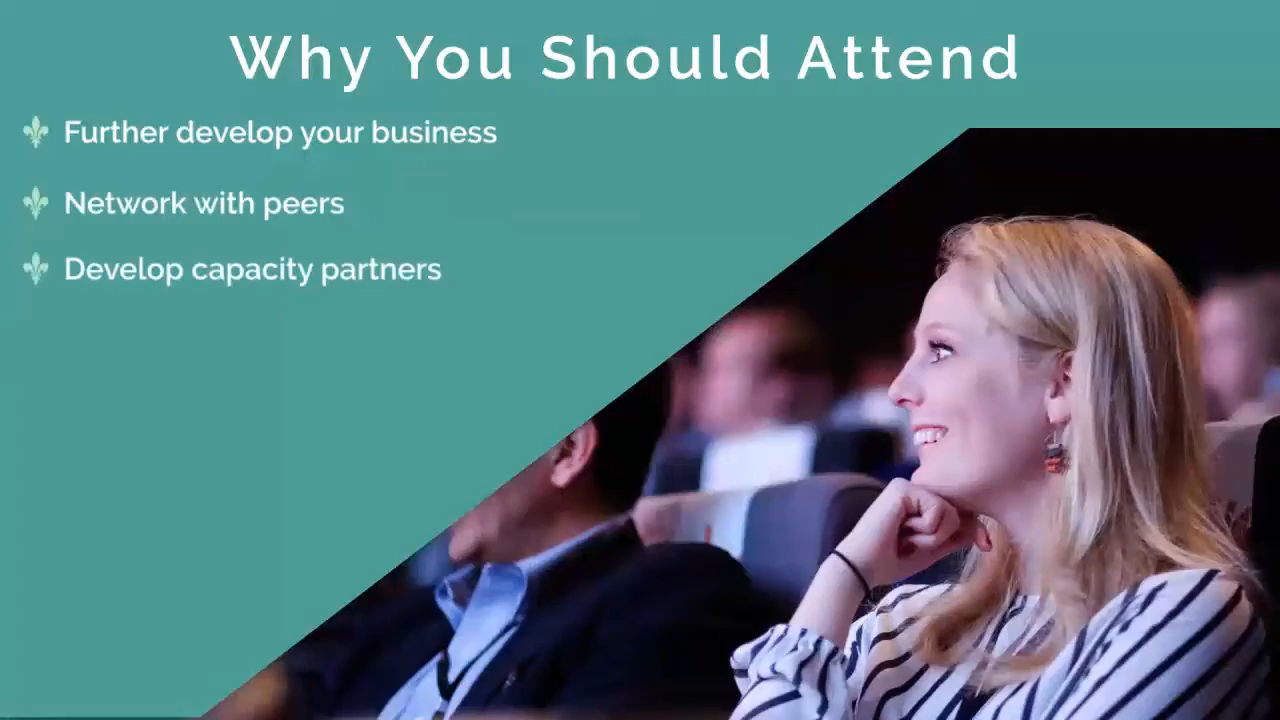 Why You Should Attend
Further develop your business
Network with peers
Develop capacity partners